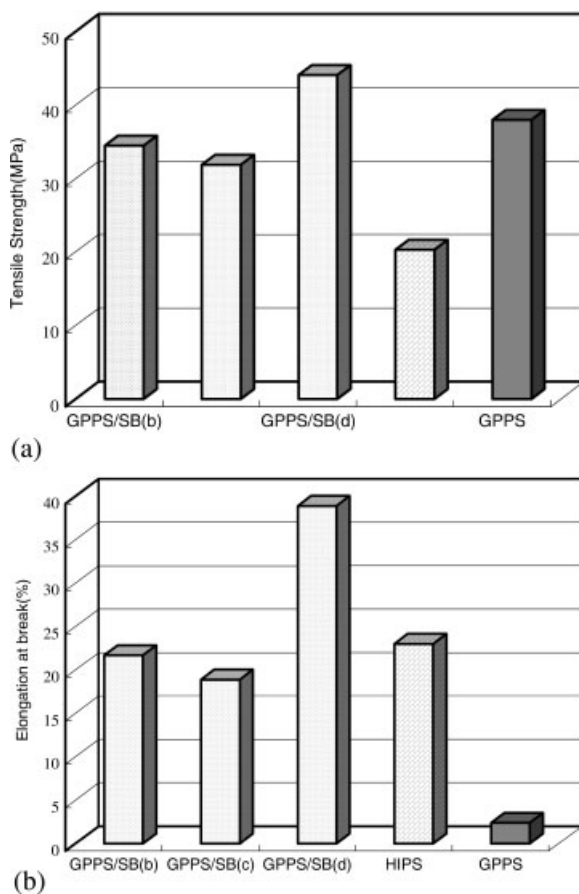 50
40
30
20
10
0
Tensile Strength(MPa)
GPPS/SB(b) GPPS/SB(d) GPPS
(a)
40
35
30
25
20
15
10
5
0
Elongation at break(%)
GPPS/SB(b) GPPS/SB(c) GPPS/SB(d) HIPS GPPS
(b)